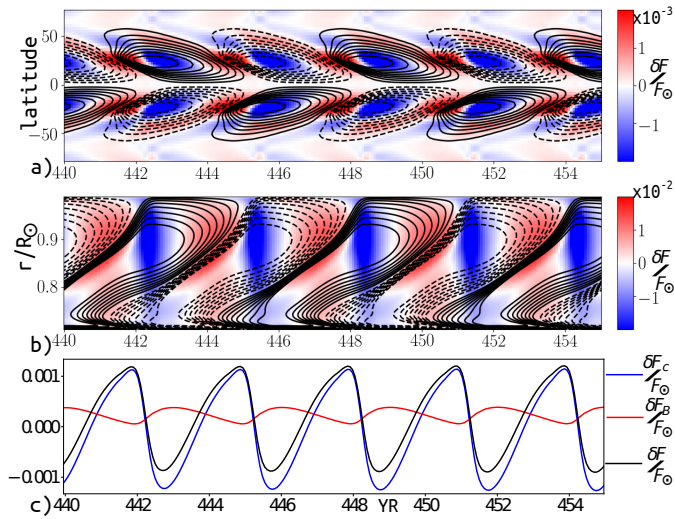 x10⁻³
50
0
−50
latitude
1
0
−1
δF/F⊙
a)
440 442 444 446 448 450 452 454
x10⁻²
0.9
0.8
r/R⊙
1
0
−1
δF/F⊙
b)
440 442 444 446 448 450 452 454
0.001
0.000
−0.001
δF_c/F⊙
δF_B/F⊙
δF/F⊙
c)
440 442 444 446 448 YR 450 452 454